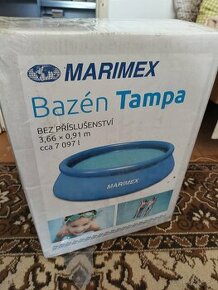 MARIMEX
Bazén Tampa
BEZ PŘÍSLUŠENSTVÍ
3,66 × 0,91 m
cca 7 097 l
MARIMEX